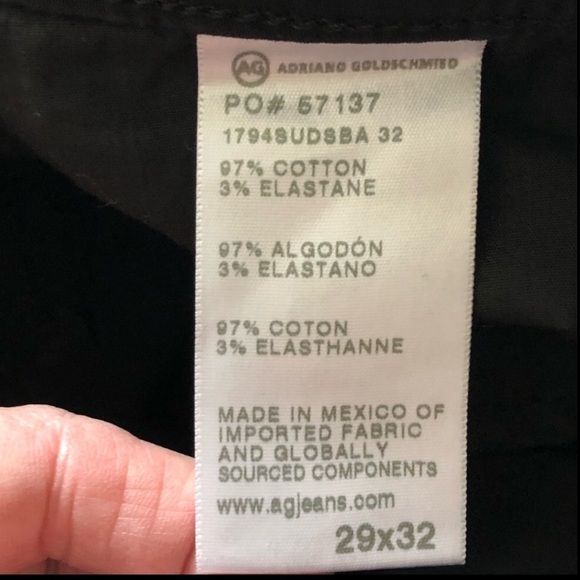 AG ADRIANO GOLDSCHMIED
PO# 57137
1794SUDSBA 32
97% COTTON
3% ELASTANE
97% ALGODÓN
3% ELASTANO
97% COTON
3% ELASTHANNE
MADE IN MEXICO OF
IMPORTED FABRIC
AND GLOBALLY
SOURCED COMPONENTS
www.agjeans.com
29x32